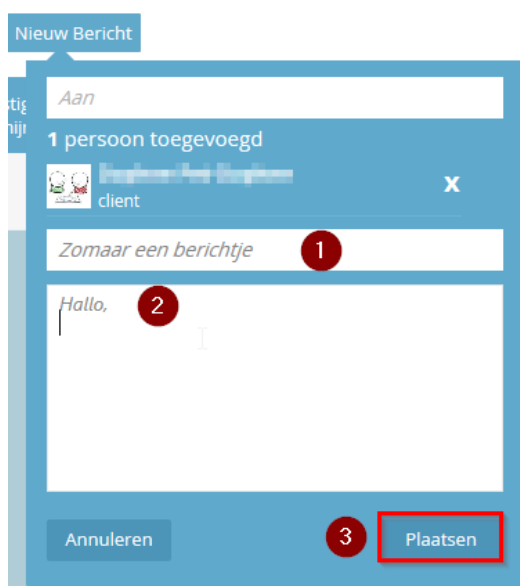 Nieuw Bericht
Aan
1 persoon toegevoegd
client
X
Zomaar een berichtje
1
Hallo,
2
Annuleren
3
Plaatsen